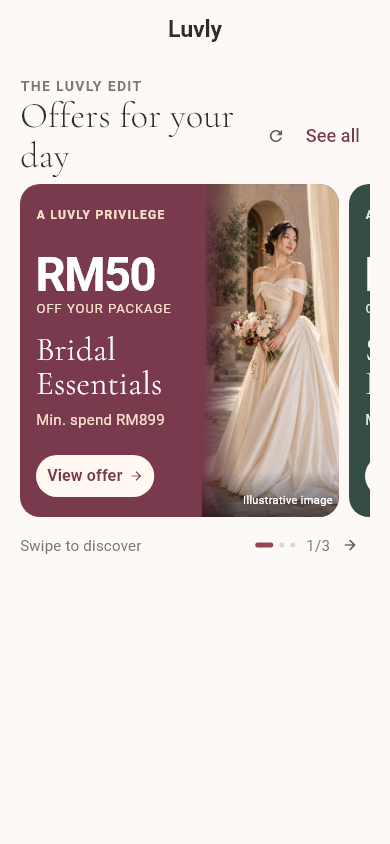 Luvly
THE LUVLY EDIT
Offers for your
day
See all
A LUVLY PRIVILEGE
RM50
OFF YOUR PACKAGE
Bridal
Essentials
Min. spend RM899
View offer →
Illustrative image
Swipe to discover
1/3 →